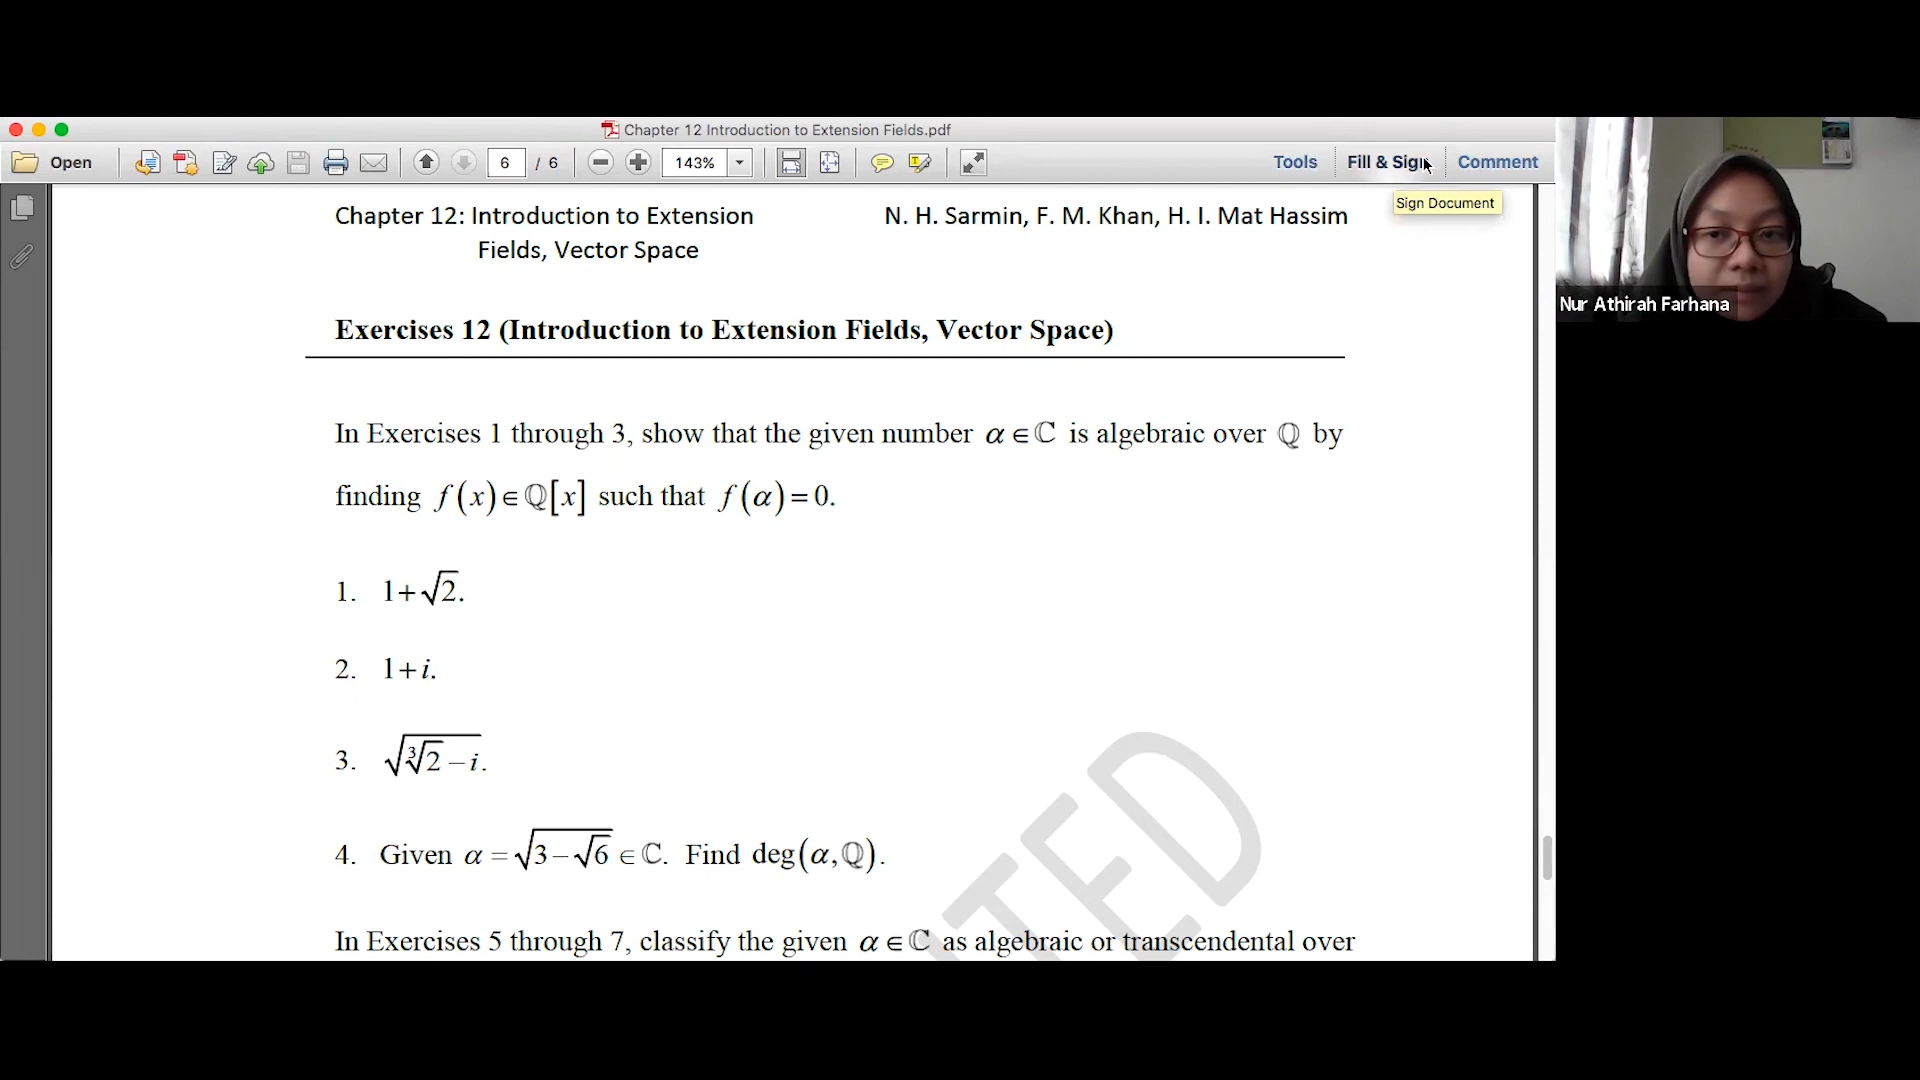 Chapter 12 Introduction to Extension Fields.pdf
Open
6 / 6
143%
Tools
Fill & Sign
Comment
Sign Document
Chapter 12: Introduction to Extension
Fields, Vector Space
N. H. Sarmin, F. M. Khan, H. I. Mat Hassim
Nur Athirah Farhana
Exercises 12 (Introduction to Extension Fields, Vector Space)
In Exercises 1 through 3, show that the given number α ∈ ℂ is algebraic over ℚ by
finding f(x) ∈ ℚ[x] such that f(α) = 0.
1. 1+√2.
2. 1+i.
3. √(∛2 − i).
4. Given α = √(3−√6) ∈ ℂ. Find deg(α, ℚ).
In Exercises 5 through 7, classify the given α ∈ ℂ as algebraic or transcendental over